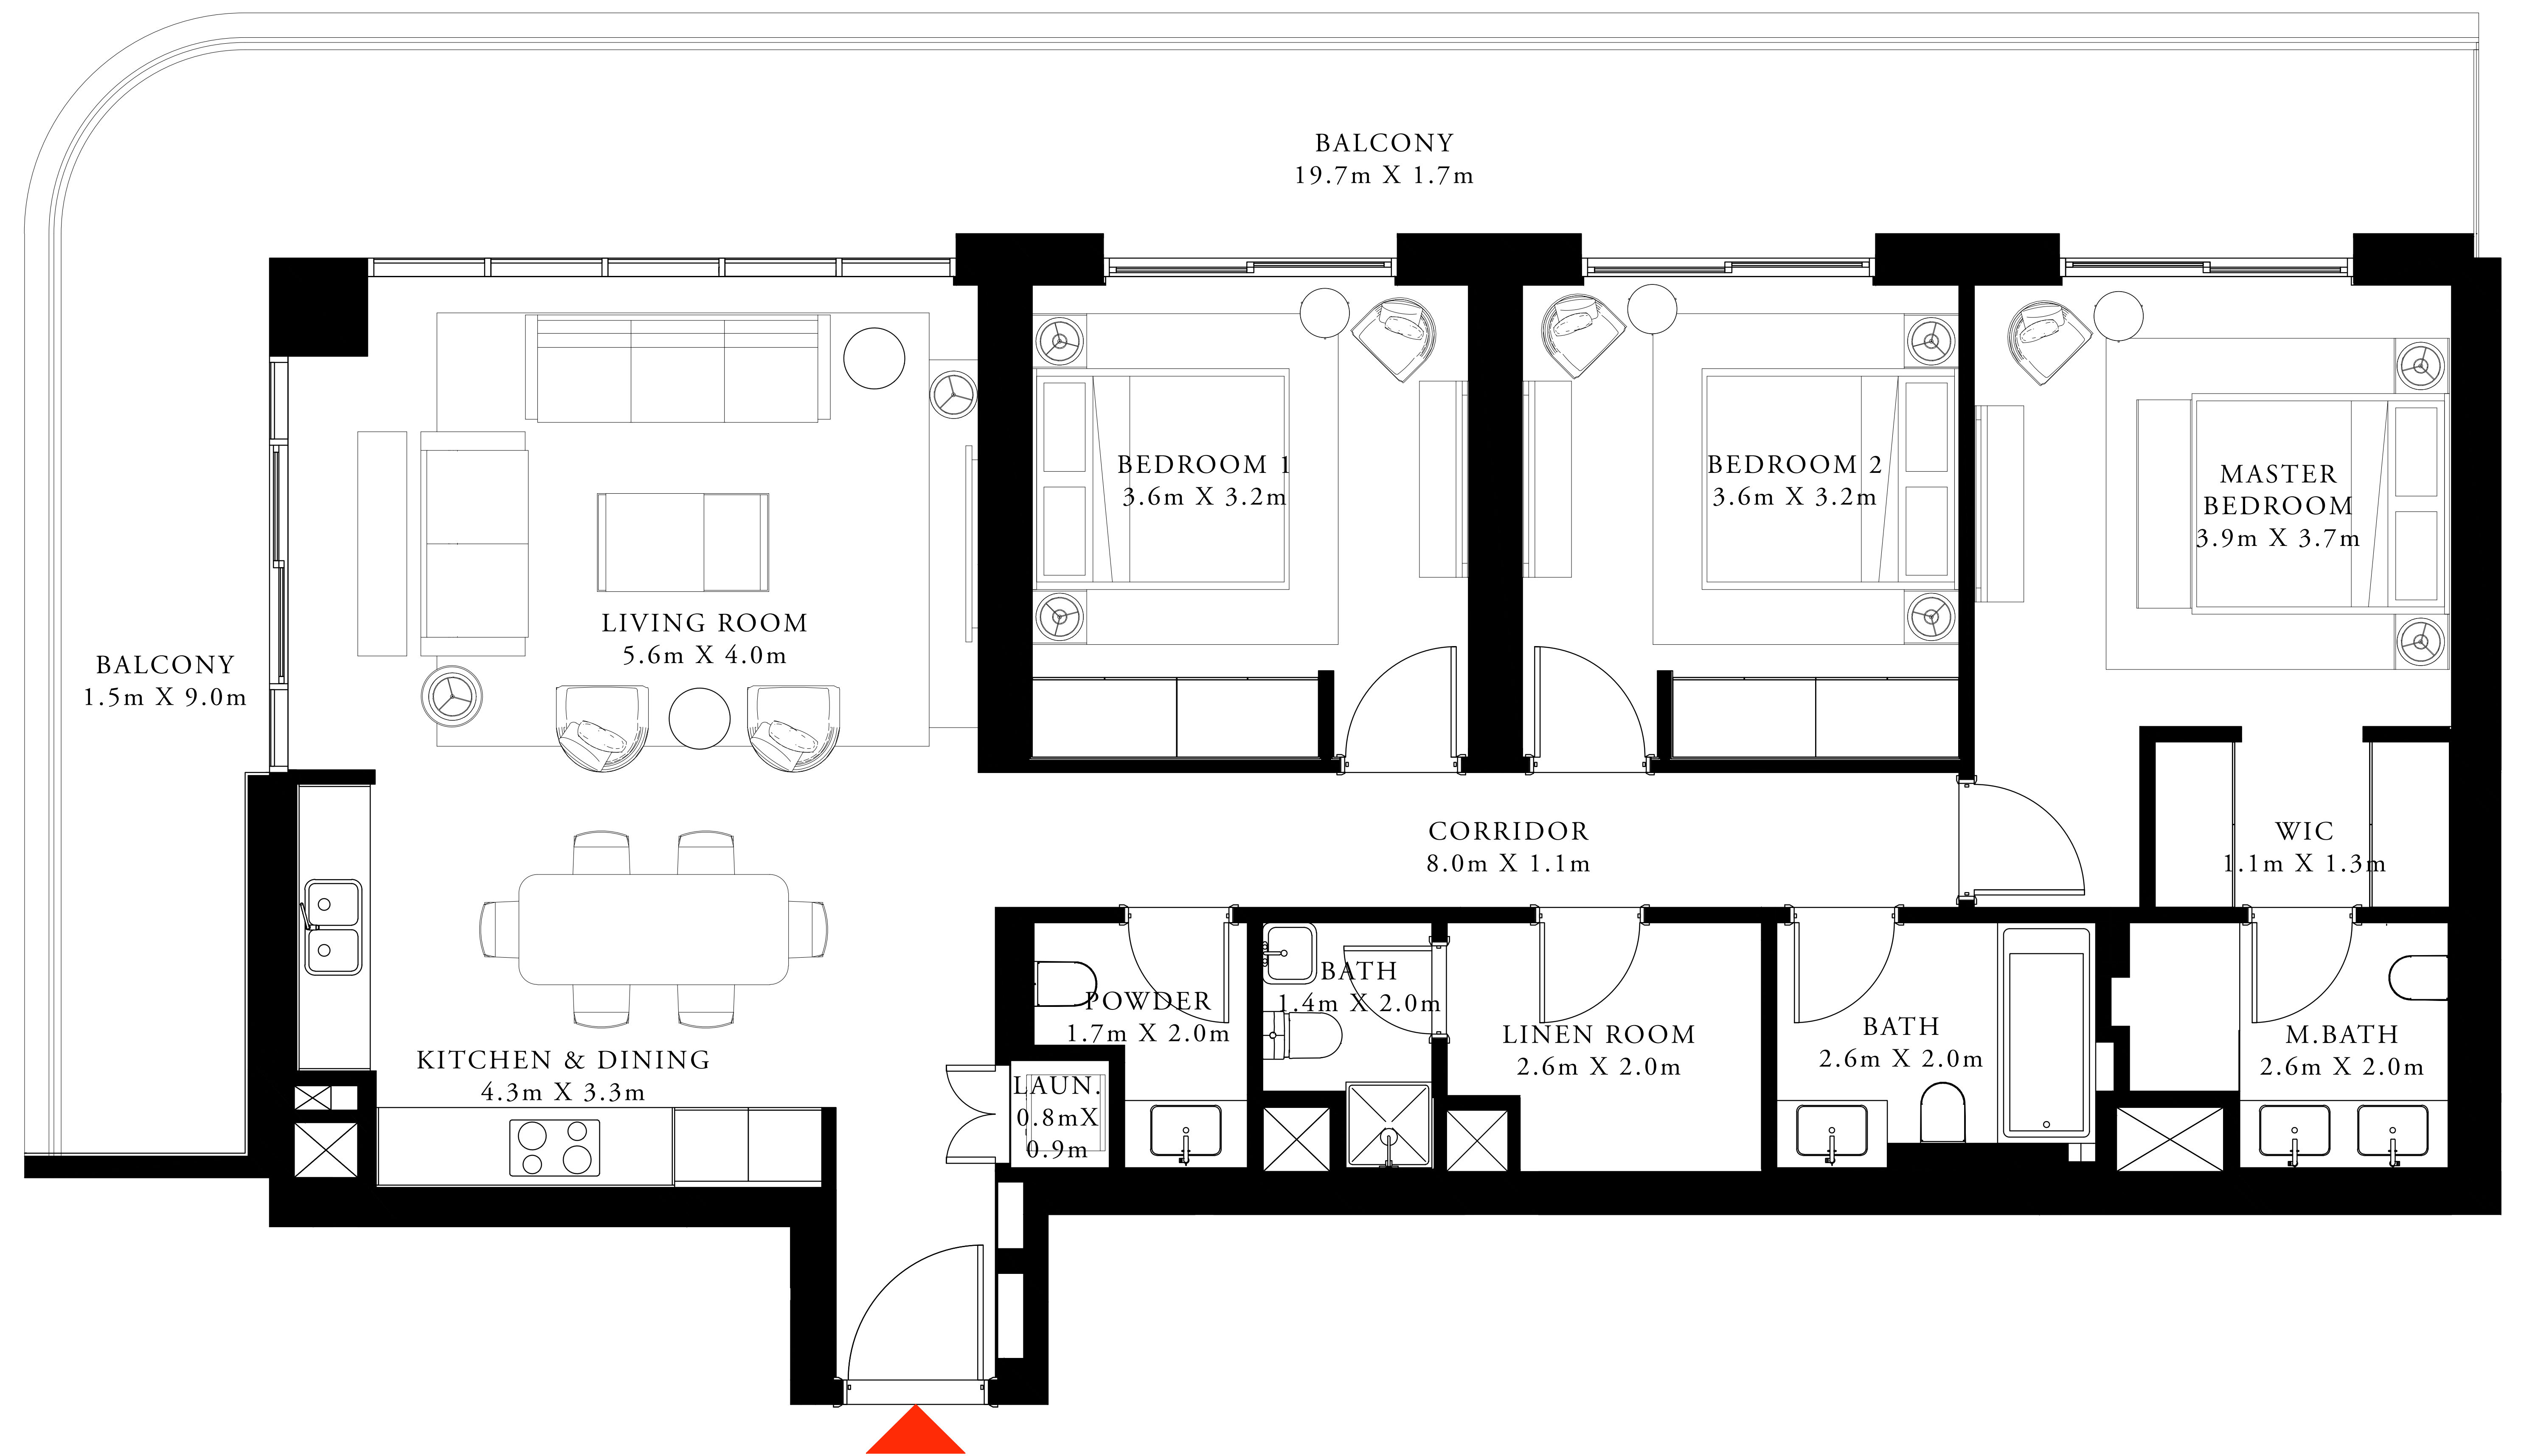 BALCONY
19.7m X 1.7m
BEDROOM 1
3.6m X 3.2m
BEDROOM 2
3.6m X 3.2m
MASTER
BEDROOM
3.9m X 3.7m
LIVING ROOM
5.6m X 4.0m
BALCONY
1.5m X 9.0m
CORRIDOR
8.0m X 1.1m
WIC
1.1m X 1.3m
KITCHEN & DINING
4.3m X 3.3m
POWDER
1.7m X 2.0m
BATH
1.4m X 2.0m
LINEN ROOM
2.6m X 2.0m
BATH
2.6m X 2.0m
M.BATH
2.6m X 2.0m
LAUN.
0.8mX
0.9m